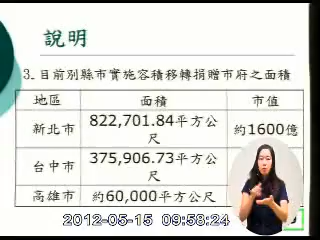 說明
3. 目前別縣市實施容積移轉捐贈市府之面積
地區 面積 市值
新北市 822,701.84平方公尺 約1600億
台中市 375,906.73平方公尺
高雄市 約60,000平方公尺
2012-05-15 09:58:24